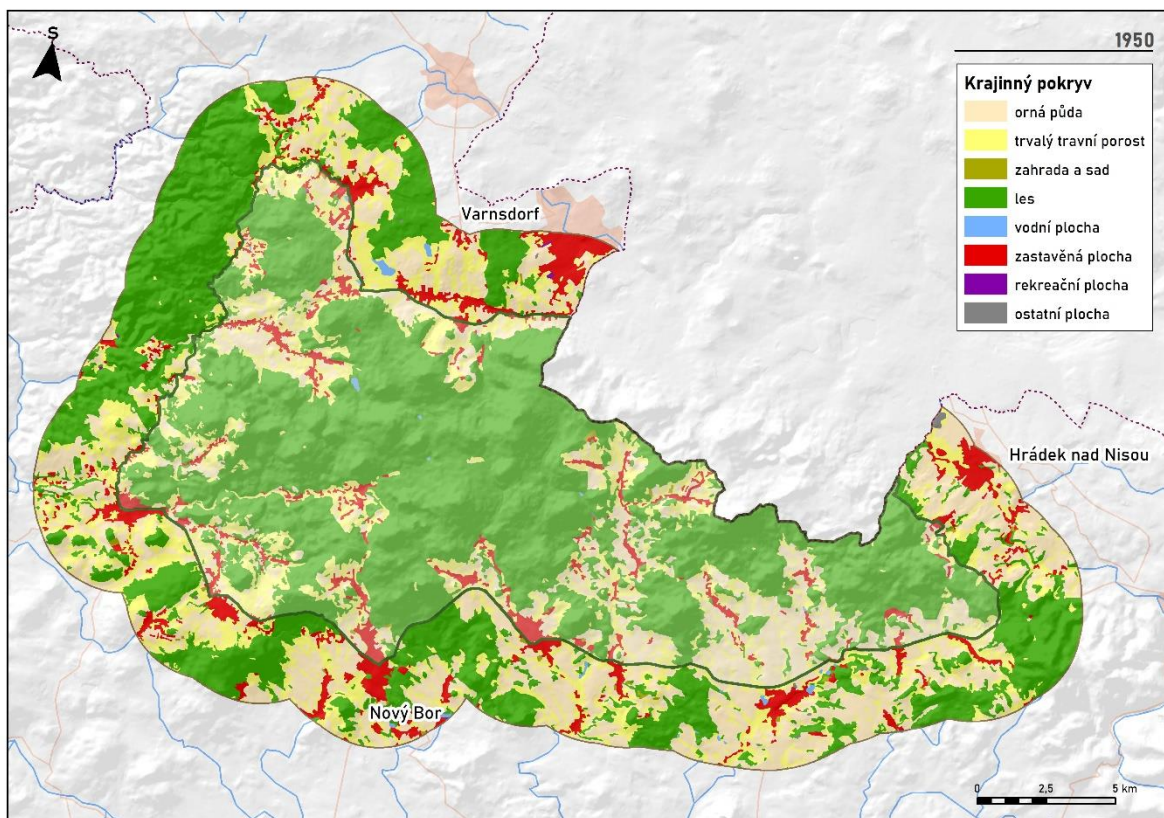 S
1950
Krajinný pokryv
orná půda
trvalý travní porost
zahrada a sad
les
vodní plocha
zastavěná plocha
rekreační plocha
ostatní plocha
Varnsdorf
Hrádek nad Nisou
Nový Bor
0 2,5 5 km